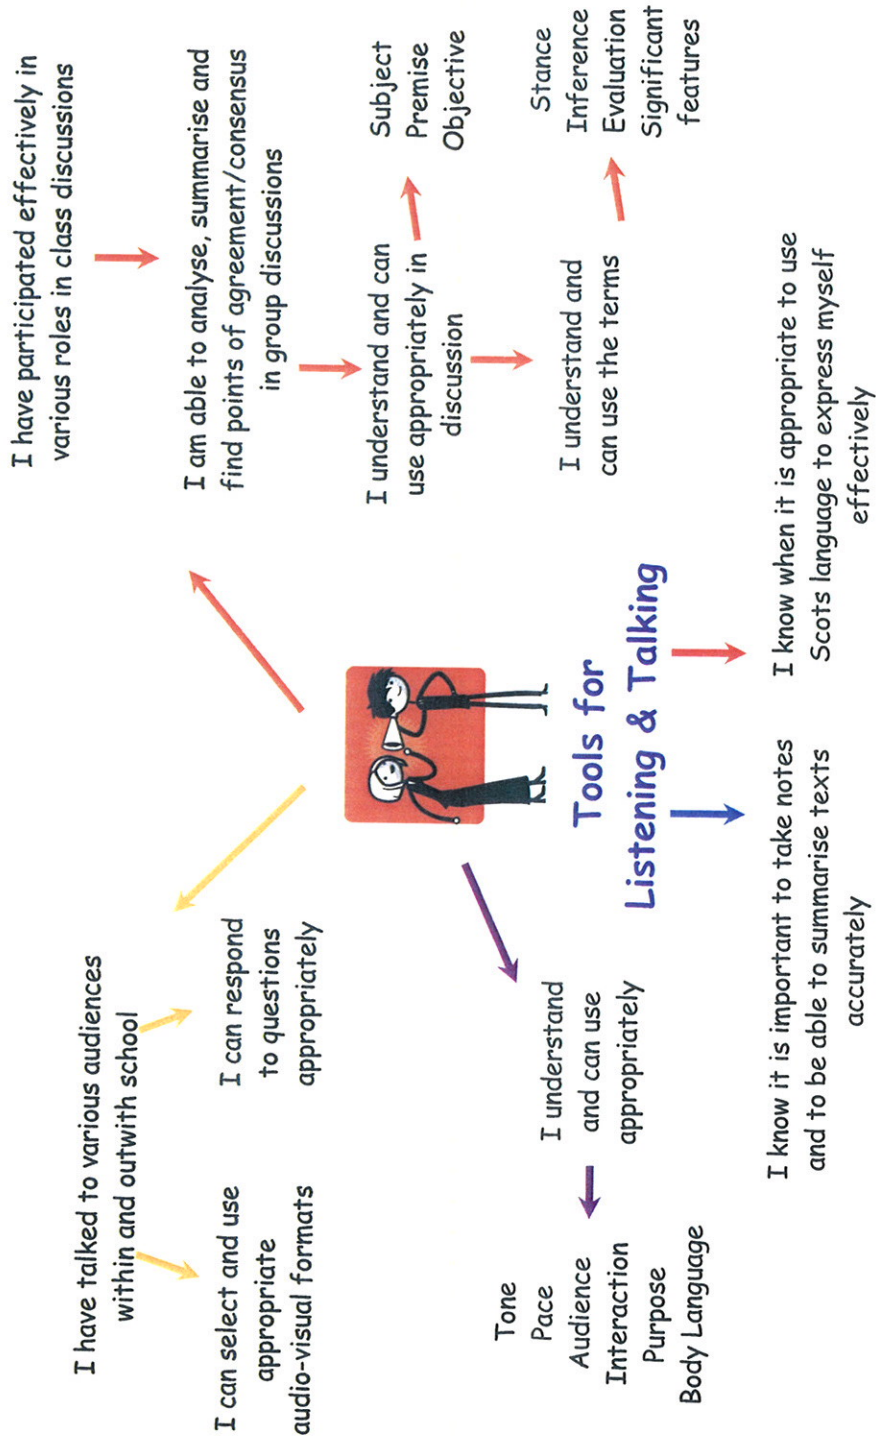 I have talked to various audiences
within and outwith school
I can select and use
appropriate
audio-visual formats
I can respond
to questions
appropriately
I have participated effectively in
various roles in class discussions
I am able to analyse, summarise and
find points of agreement/consensus
in group discussions
I understand and can
use appropriately in
discussion
Subject
Premise
Objective
I understand and
can use the terms
Stance
Inference
Evaluation
Significant
features
Tools for
Listening & Talking
I understand
and can use
appropriately
Tone
Pace
Audience
Interaction
Purpose
Body Language
I know it is important to take notes
and to be able to summarise texts
accurately
I know when it is appropriate to use
Scots language to express myself
effectively